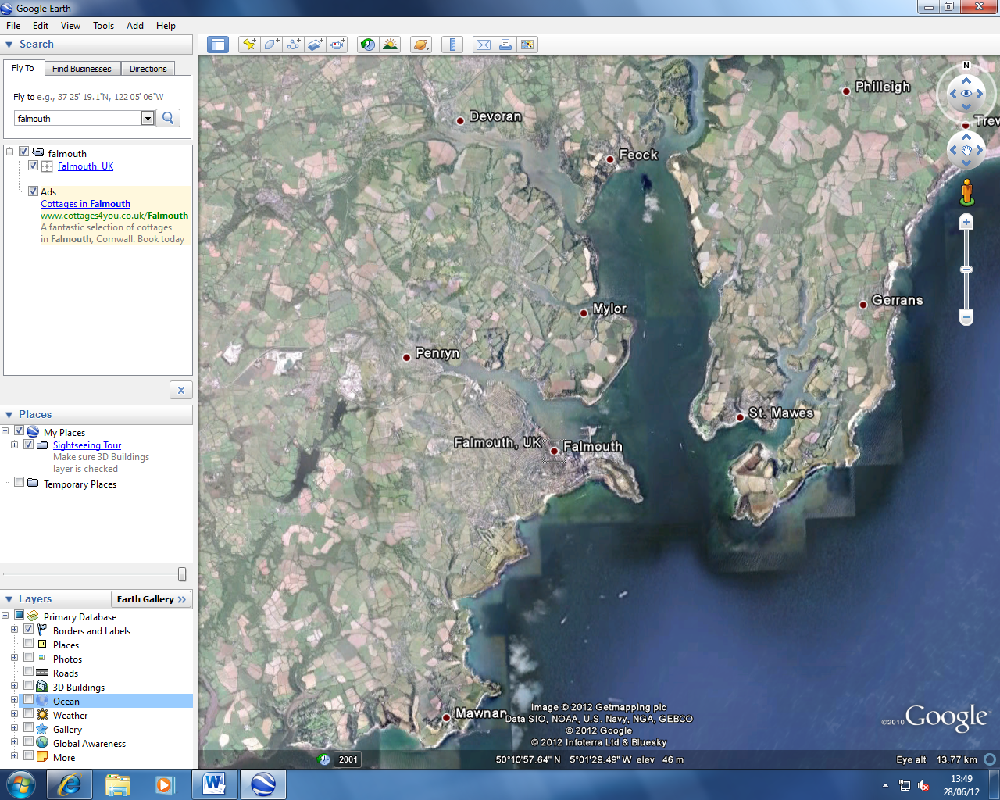 Google Earth
File Edit View Tools Add Help
Search
Fly To Find Businesses Directions
Fly to e.g., 37 25' 19.1"N, 122 05' 06"W
falmouth
falmouth
Falmouth, UK
Ads
Cottages in Falmouth
www.cottages4you.co.uk/Falmouth
A fantastic selection of cottages
in Falmouth, Cornwall. Book today
Places
My Places
Sightseeing Tour
Make sure 3D Buildings
layer is checked
Temporary Places
Layers
Earth Gallery >>
Primary Database
Borders and Labels
Places
Photos
Roads
3D Buildings
Ocean
Weather
Gallery
Global Awareness
More
N
Philleigh
Devoran
Trev
Feock
Gerrans
Mylor
Penryn
St. Mawes
Falmouth, UK
Falmouth
Mawnan
Image © 2012 Getmapping plc
Data SIO, NOAA, U.S. Navy, NGA, GEBCO
© 2012 Google
© 2012 Infoterra Ltd & Bluesky
©2010 Google
2001
50°10'57.64" N 5°01'29.49" W elev 46 m
Eye alt 13.77 km
13:49
28/06/12